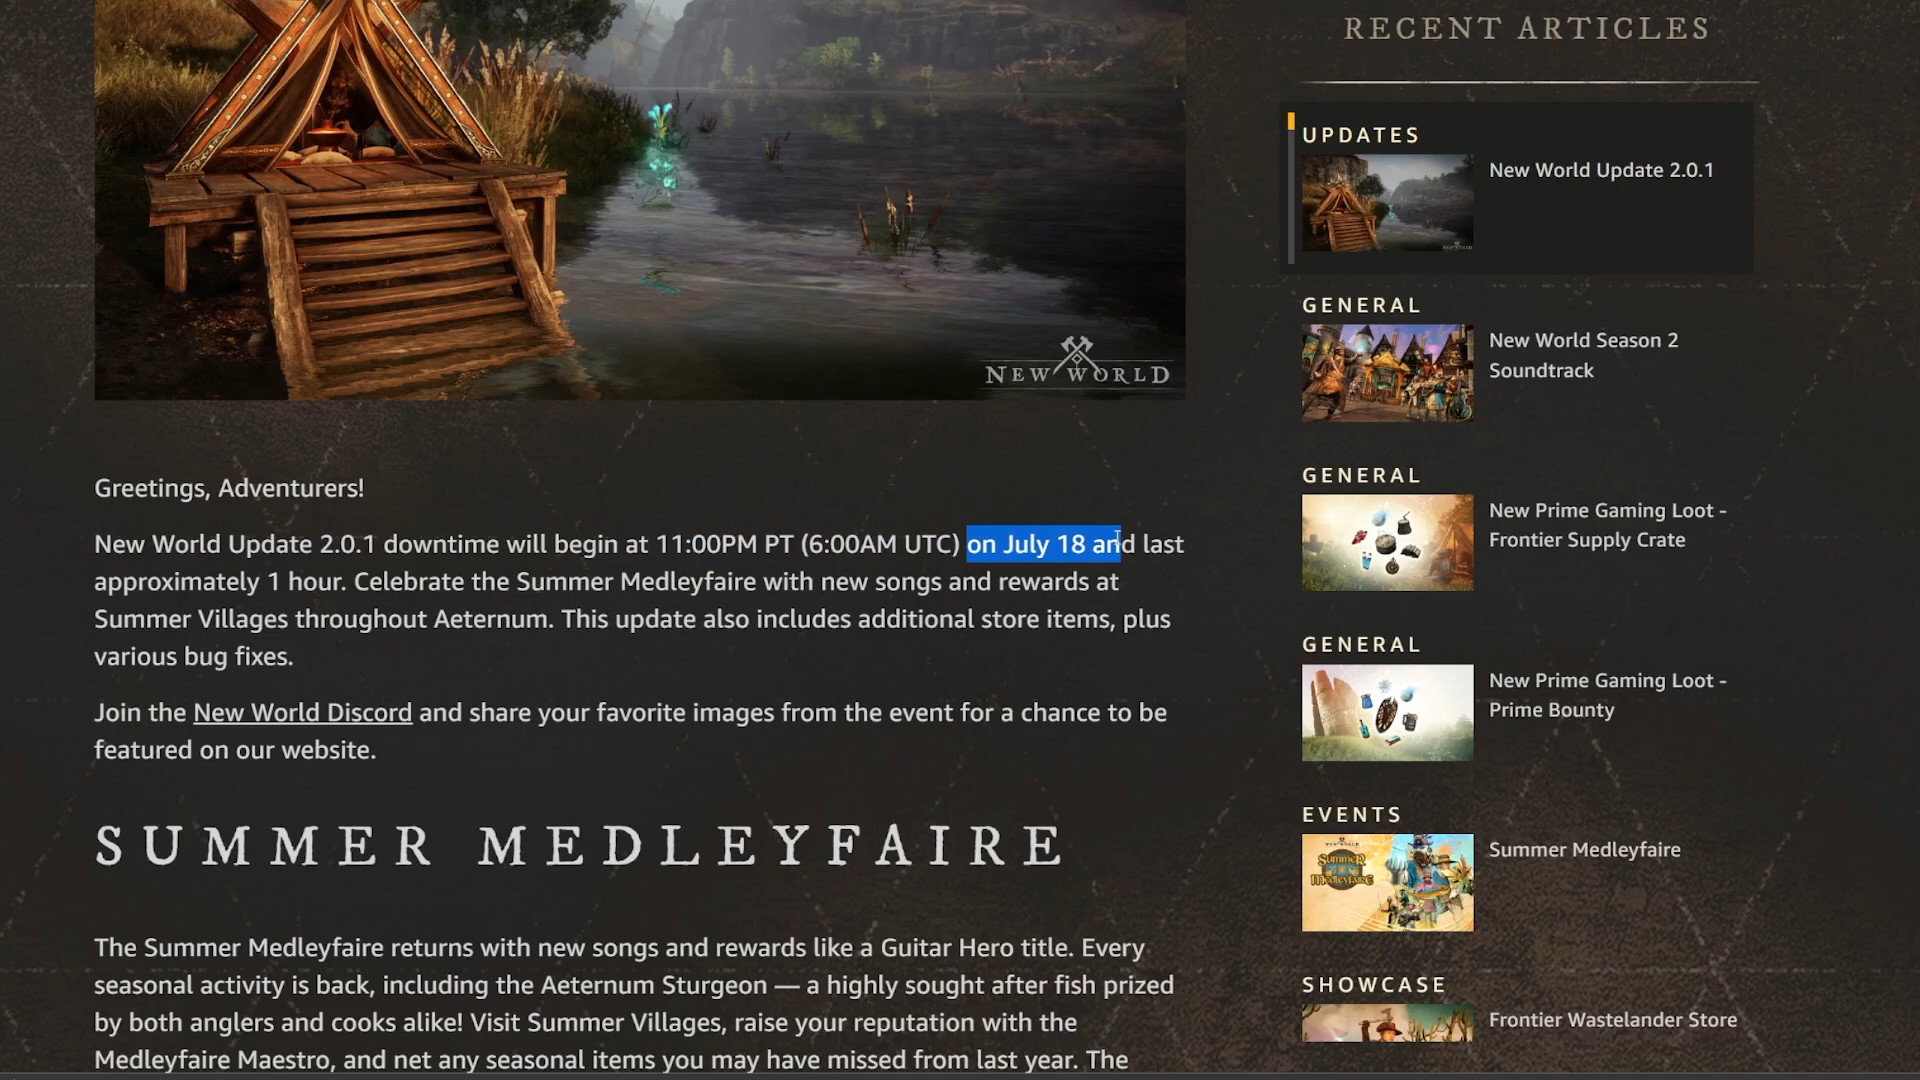 NEW WORLD
Greetings, Adventurers!
New World Update 2.0.1 downtime will begin at 11:00PM PT (6:00AM UTC) on July 18 and last
approximately 1 hour. Celebrate the Summer Medleyfaire with new songs and rewards at
Summer Villages throughout Aeternum. This update also includes additional store items, plus
various bug fixes.
Join the New World Discord and share your favorite images from the event for a chance to be
featured on our website.
SUMMER MEDLEYFAIRE
The Summer Medleyfaire returns with new songs and rewards like a Guitar Hero title. Every
seasonal activity is back, including the Aeternum Sturgeon — a highly sought after fish prized
by both anglers and cooks alike! Visit Summer Villages, raise your reputation with the
Medleyfaire Maestro, and net any seasonal items you may have missed from last year. The
RECENT ARTICLES
UPDATES
New World Update 2.0.1
GENERAL
New World Season 2
Soundtrack
GENERAL
New Prime Gaming Loot -
Frontier Supply Crate
GENERAL
New Prime Gaming Loot -
Prime Bounty
EVENTS
SUMMER
MEDLEYFAIRE
Summer Medleyfaire
SHOWCASE
Frontier Wastelander Store